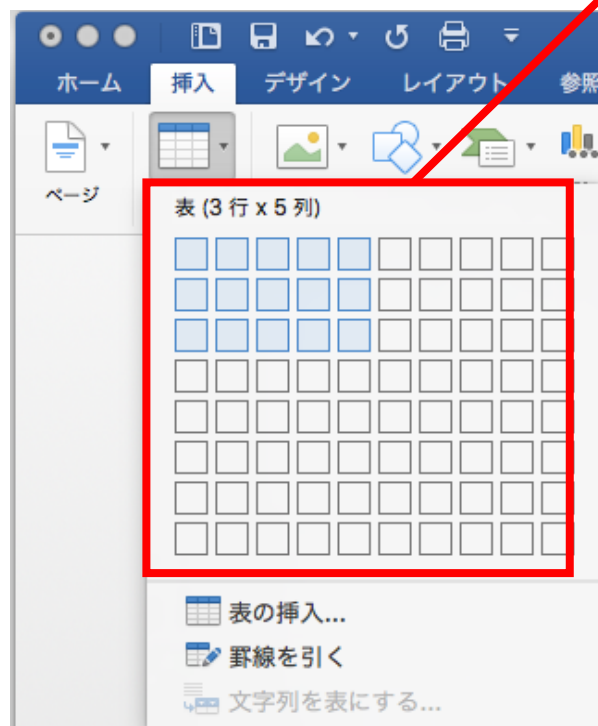 ホーム 挿入 デザイン レイアウト 参照
ページ
表 (3 行 x 5 列)
表の挿入...
罫線を引く
文字列を表にする...